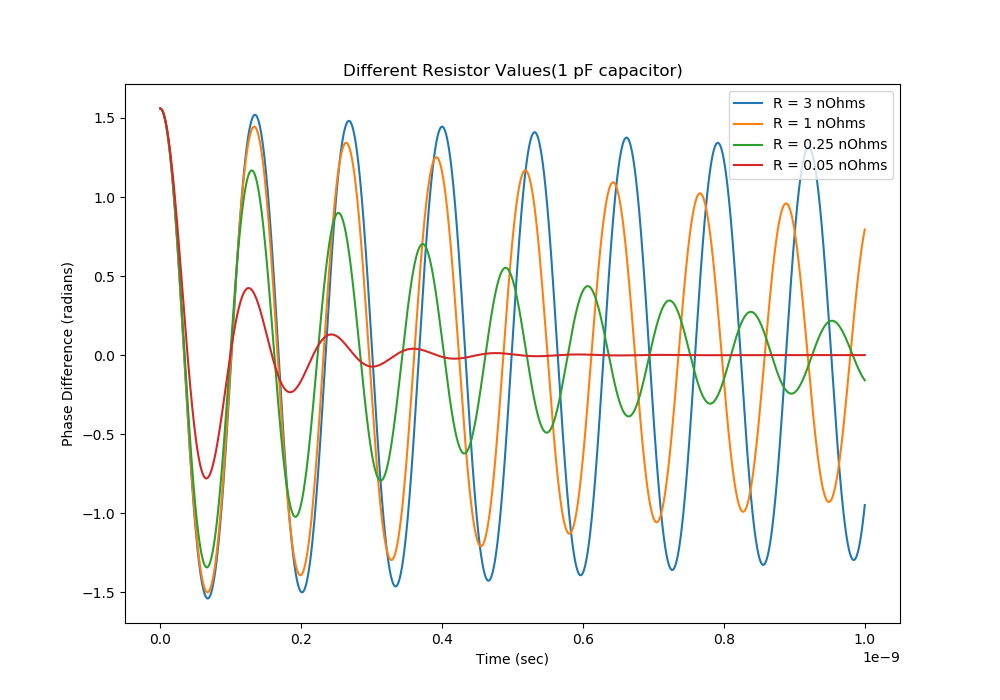 Different Resistor Values(1 pF capacitor)
R = 3 nOhms
R = 1 nOhms
R = 0.25 nOhms
R = 0.05 nOhms
Phase Difference (radians)
1.5
1.0
0.5
0.0
−0.5
−1.0
−1.5
0.0 0.2 0.4 0.6 0.8 1.0
1e−9
Time (sec)